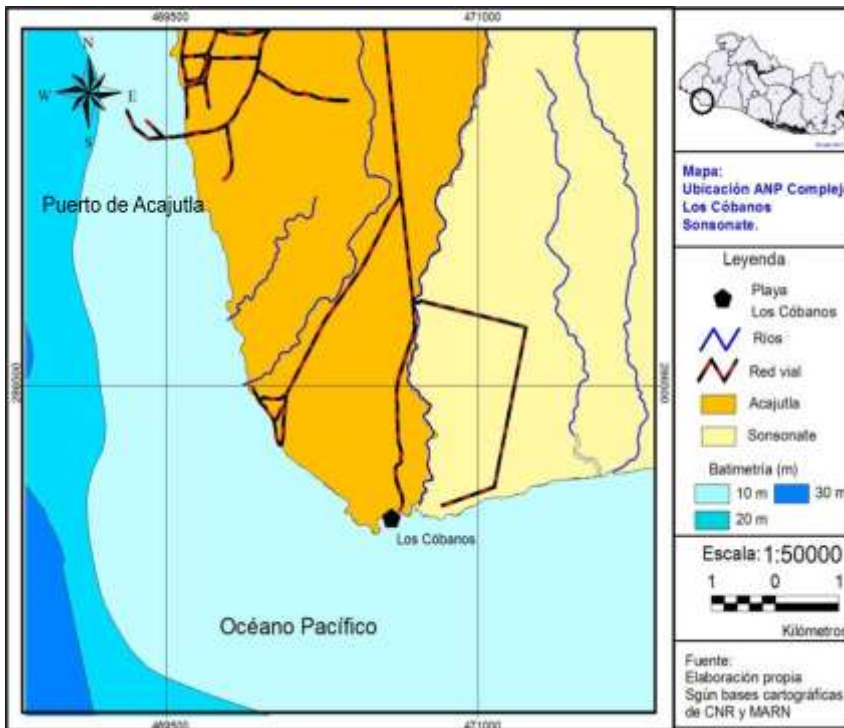 469500
471000
N
W
E
S
Puerto de Acajutla
286500
286500
Los Cóbanos
Océano Pacífico
469500
471000
Mapa:
Ubicación ANP Complejo
Los Cóbanos
Sonsonate.
Leyenda
Playa
Los Cóbanos
Ríos
Red vial
Acajutla
Sonsonate
Batimetría (m)
10 m
30 m
20 m
Escala: 1:50000
1 0 1
Kilómetros
Fuente:
Elaboración propia
Sgún bases cartográficas
de CNR y MARN